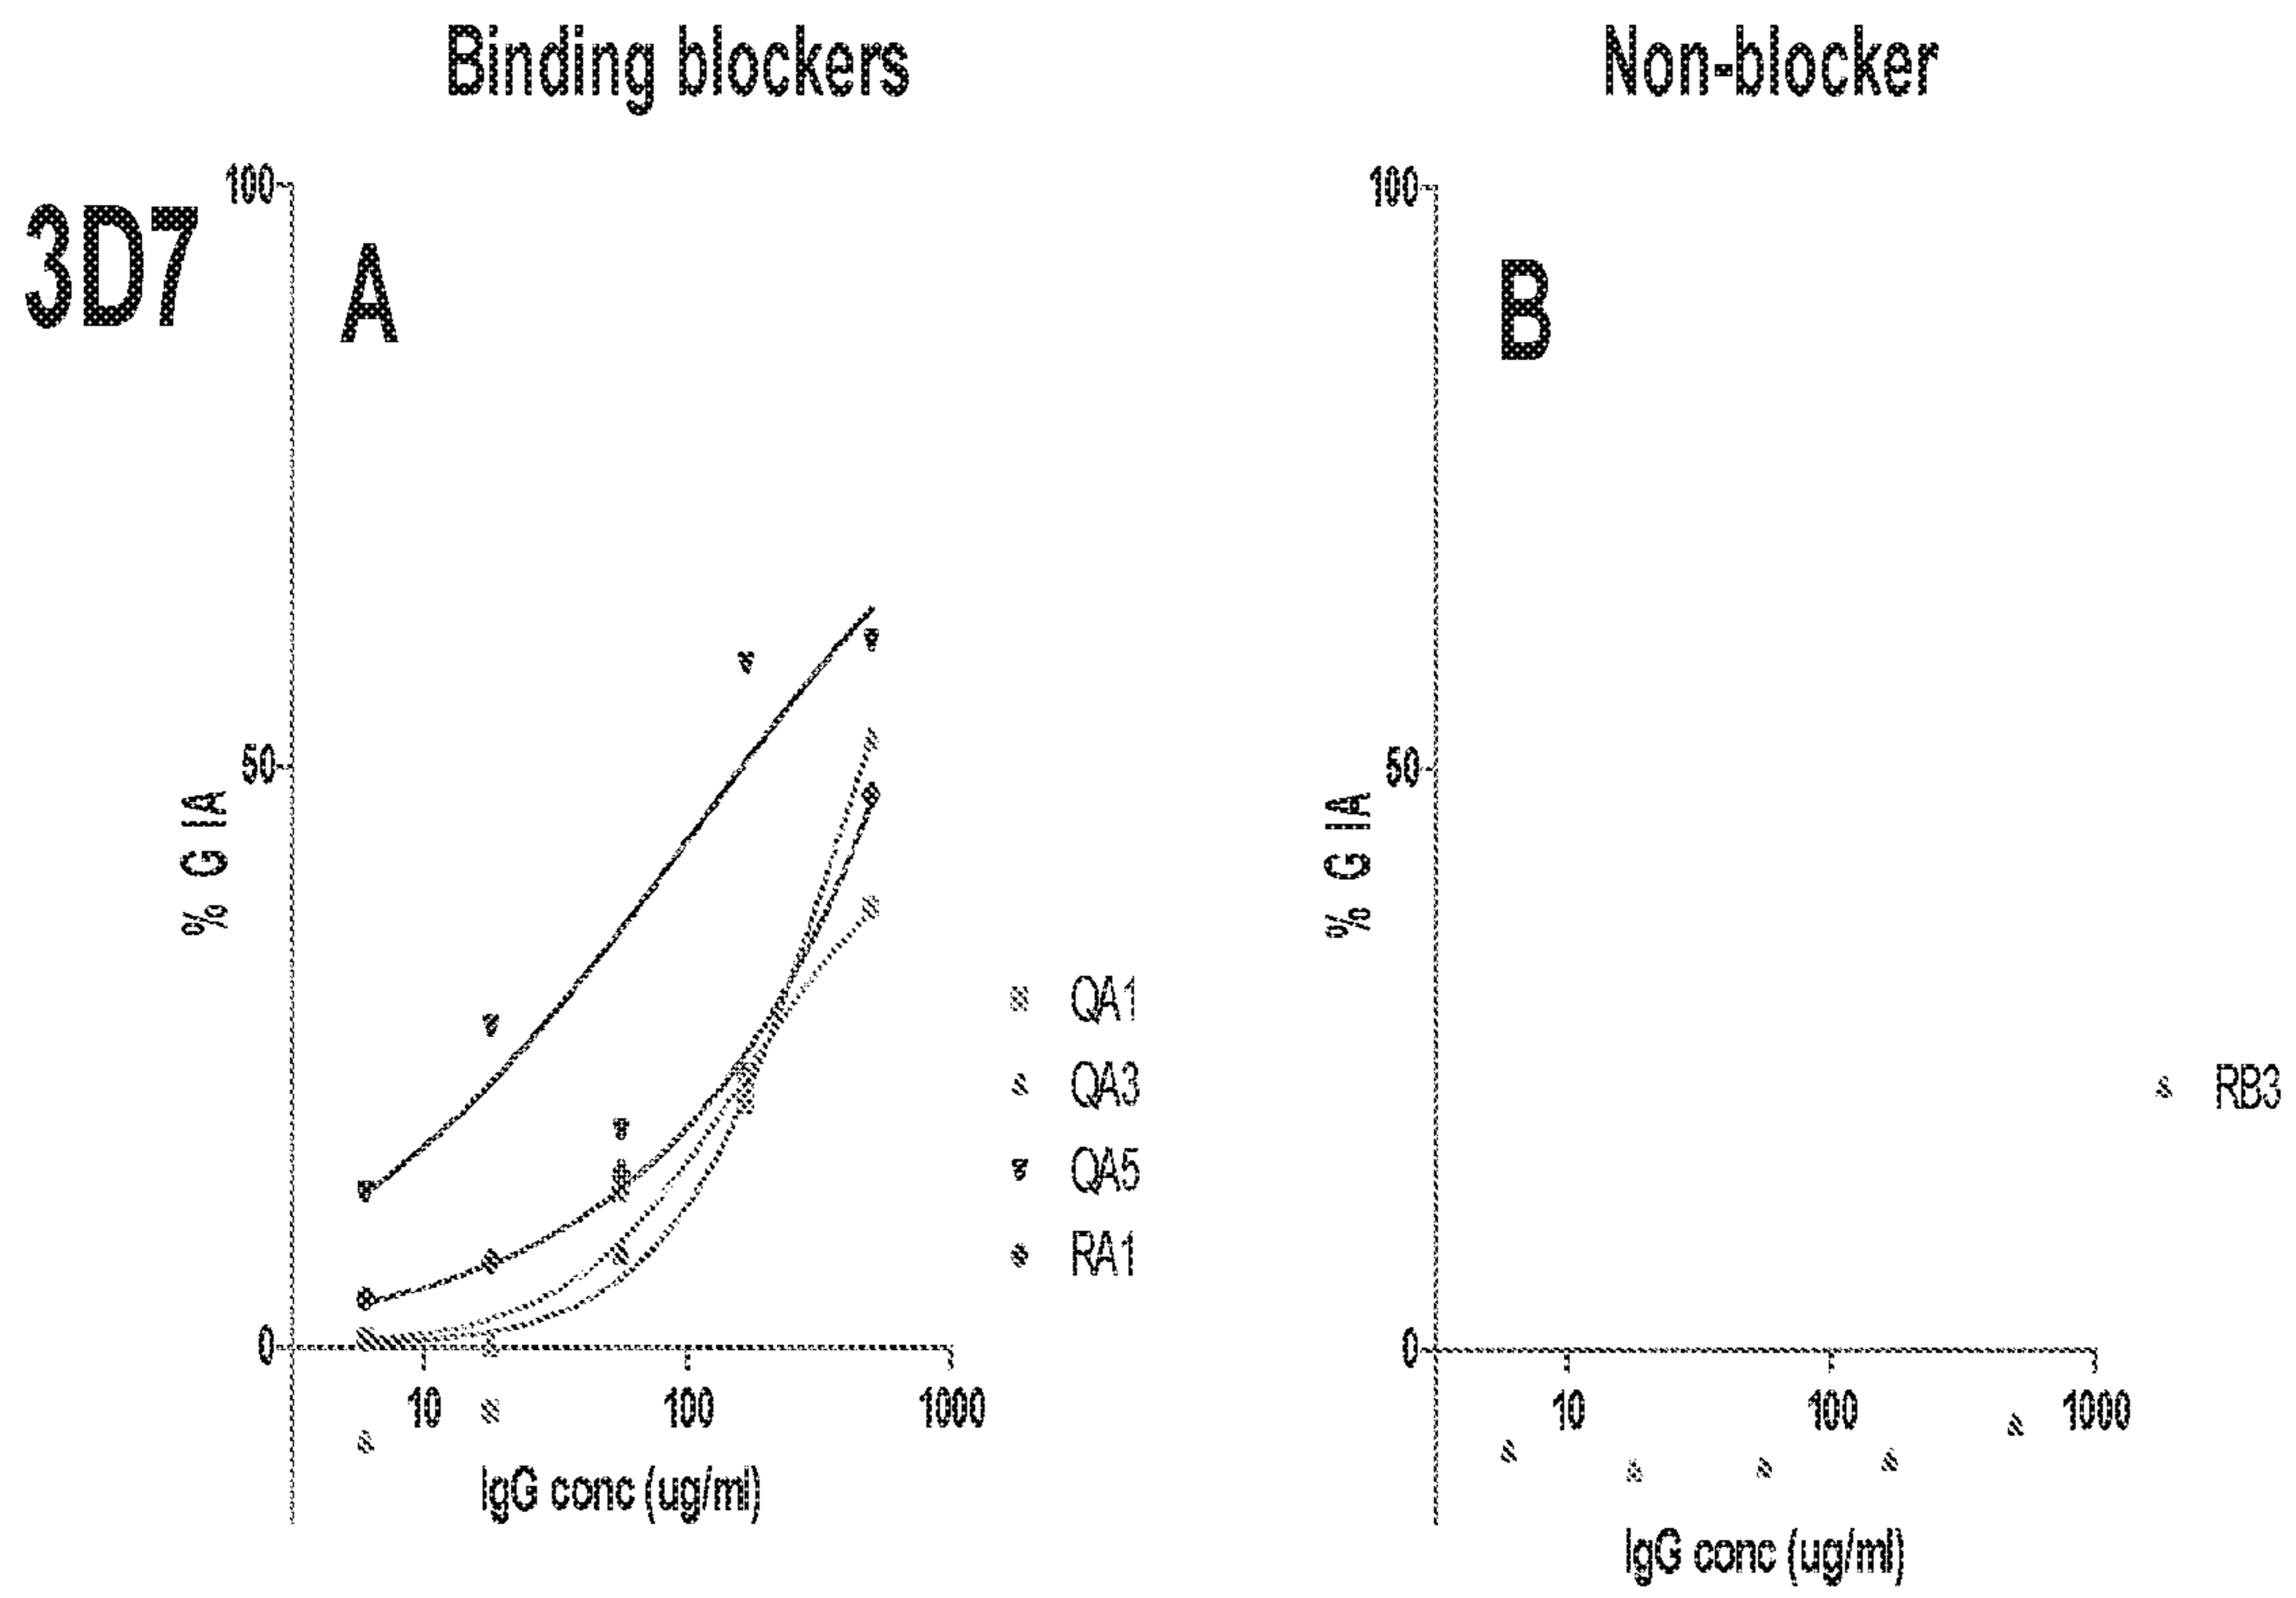 Binding blockers
Non-blocker
3D7
A
B
100
50
0
% G IA
10
100
1000
IgG conc (ug/ml)
QA1
QA3
QA5
RA1
100
50
0
% G IA
10
100
1000
IgG conc (ug/ml)
RB3